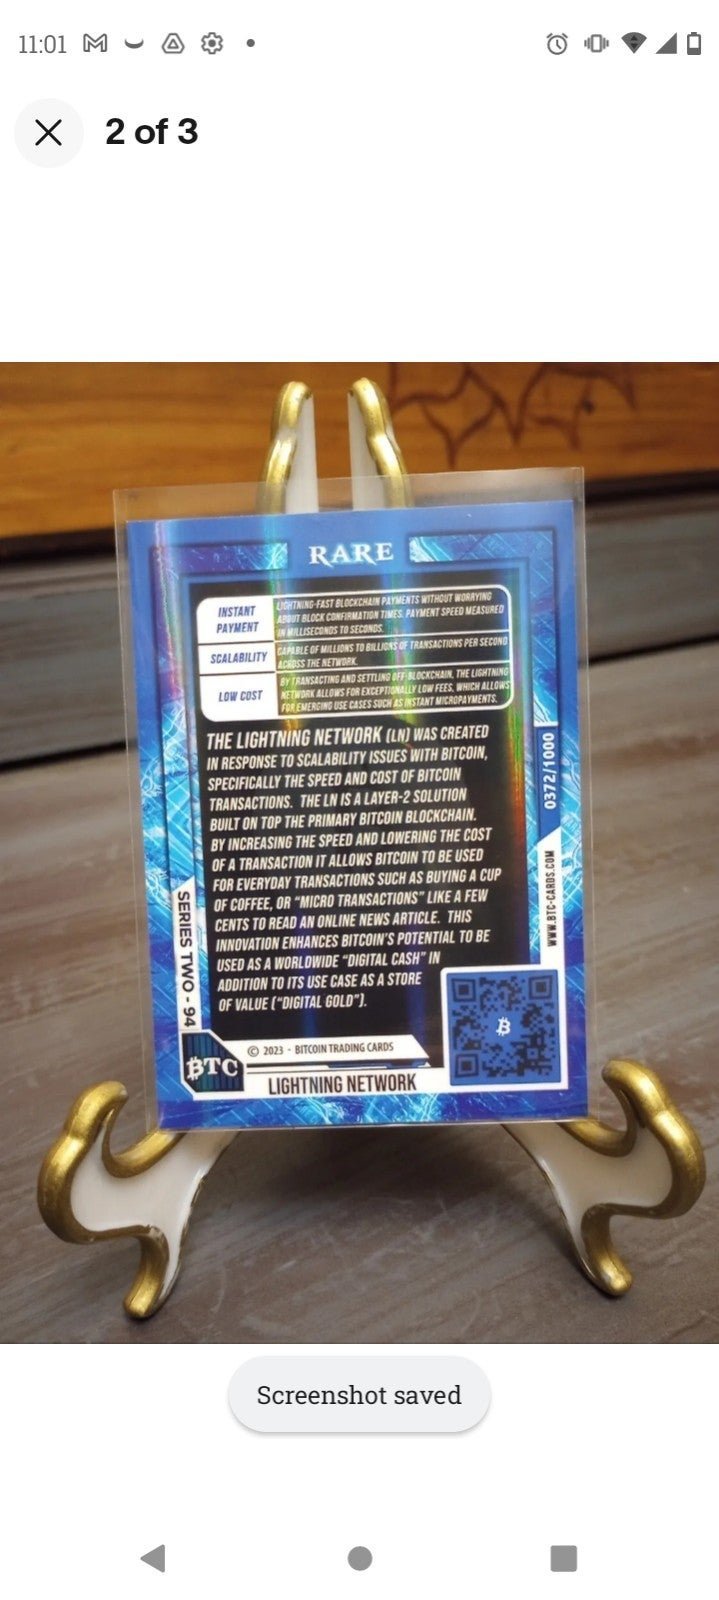 11:01
2 of 3
RARE
INSTANT
PAYMENT
LIGHTNING-FAST BLOCKCHAIN PAYMENTS WITHOUT WORRYING
ABOUT BLOCK CONFIRMATION TIMES. PAYMENT SPEED MEASURED
IN MILLISECONDS TO SECONDS.
SCALABILITY
CAPABLE OF MILLIONS TO BILLIONS OF TRANSACTIONS PER SECOND
ACROSS THE NETWORK.
LOW COST
BY TRANSACTING AND SETTLING OFF-BLOCKCHAIN, THE LIGHTNING
NETWORK ALLOWS FOR EXCEPTIONALLY LOW FEES, WHICH ALLOWS
FOR EMERGING USE CASES SUCH AS INSTANT MICROPAYMENTS.
THE LIGHTNING NETWORK (LN) WAS CREATED
IN RESPONSE TO SCALABILITY ISSUES WITH BITCOIN,
SPECIFICALLY THE SPEED AND COST OF BITCOIN
TRANSACTIONS. THE LN IS A LAYER-2 SOLUTION
BUILT ON TOP THE PRIMARY BITCOIN BLOCKCHAIN.
BY INCREASING THE SPEED AND LOWERING THE COST
OF A TRANSACTION IT ALLOWS BITCOIN TO BE USED
FOR EVERYDAY TRANSACTIONS SUCH AS BUYING A CUP
OF COFFEE, OR "MICRO TRANSACTIONS" LIKE A FEW
CENTS TO READ AN ONLINE NEWS ARTICLE. THIS
INNOVATION ENHANCES BITCOIN'S POTENTIAL TO BE
USED AS A WORLDWIDE "DIGITAL CASH" IN
ADDITION TO ITS USE CASE AS A STORE
OF VALUE ("DIGITAL GOLD").
0372/1000
WWW.BTC-CARDS.COM
SERIES TWO - 94
₿TC
© 2023 - BITCOIN TRADING CARDS
LIGHTNING NETWORK
₿
Screenshot saved